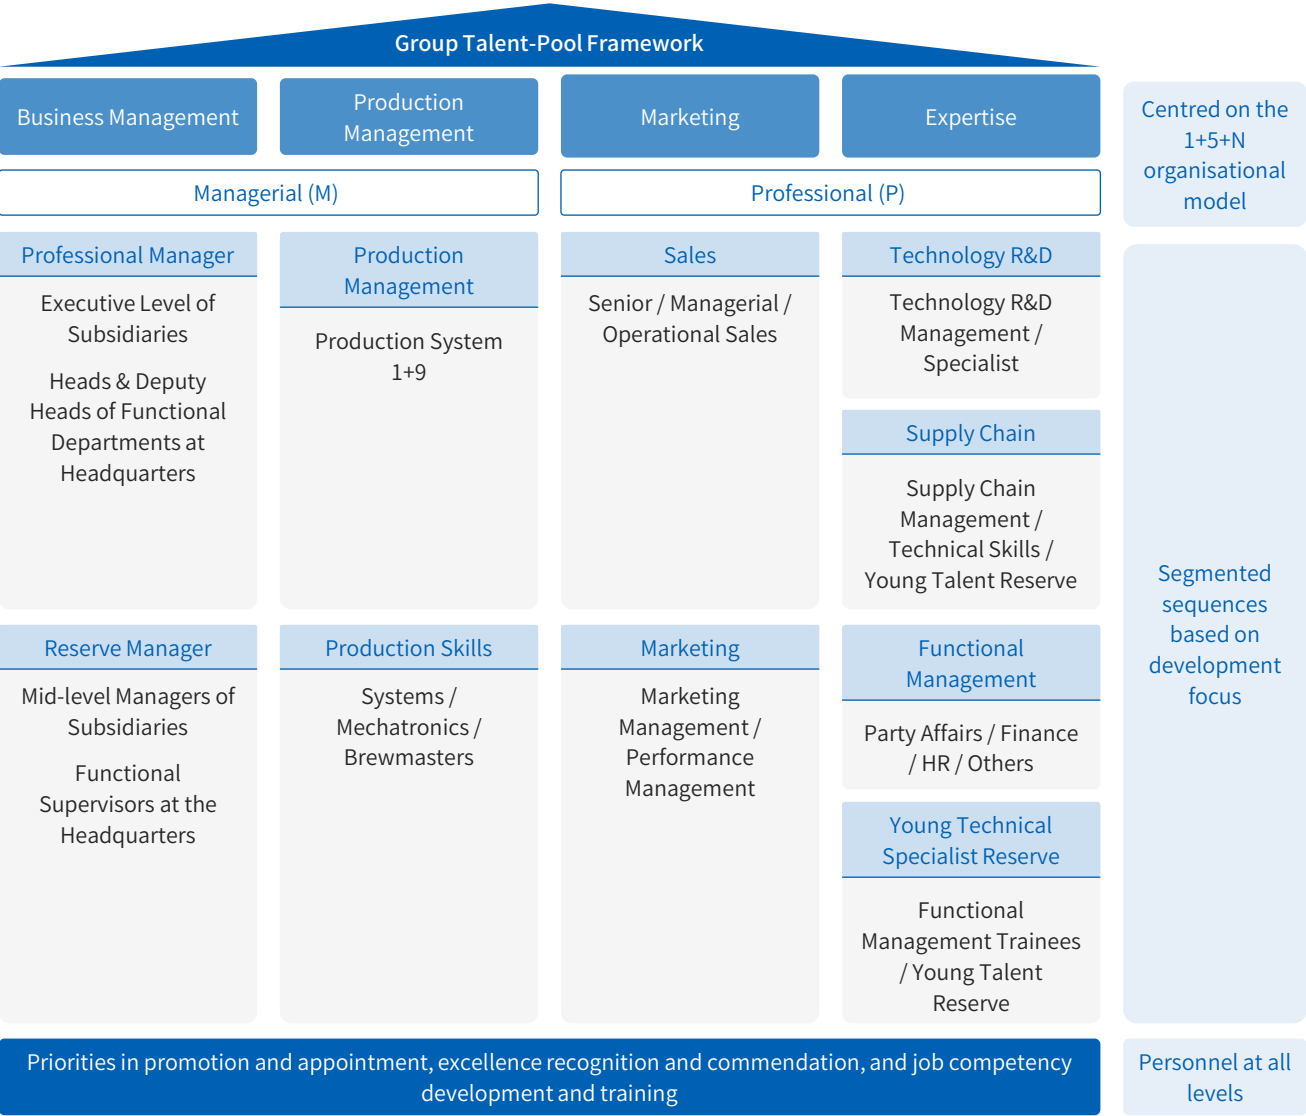 Group Talent-Pool Framework
Business Management
Production
Management
Marketing
Expertise
Centred on the
1+5+N
organisational
model
Managerial (M)
Professional (P)
Professional Manager
Executive Level of
Subsidiaries
Heads & Deputy
Heads of Functional
Departments at
Headquarters
Production
Management
Production System
1+9
Sales
Senior / Managerial /
Operational Sales
Technology R&D
Technology R&D
Management /
Specialist
Supply Chain
Supply Chain
Management /
Technical Skills /
Young Talent Reserve
Segmented
sequences
based on
development
focus
Reserve Manager
Mid-level Managers of
Subsidiaries
Functional
Supervisors at the
Headquarters
Production Skills
Systems /
Mechatronics /
Brewmasters
Marketing
Marketing
Management /
Performance
Management
Functional
Management
Party Affairs / Finance
/ HR / Others
Young Technical
Specialist Reserve
Functional
Management Trainees
/ Young Talent
Reserve
Priorities in promotion and appointment, excellence recognition and commendation, and job competency
development and training
Personnel at all
levels